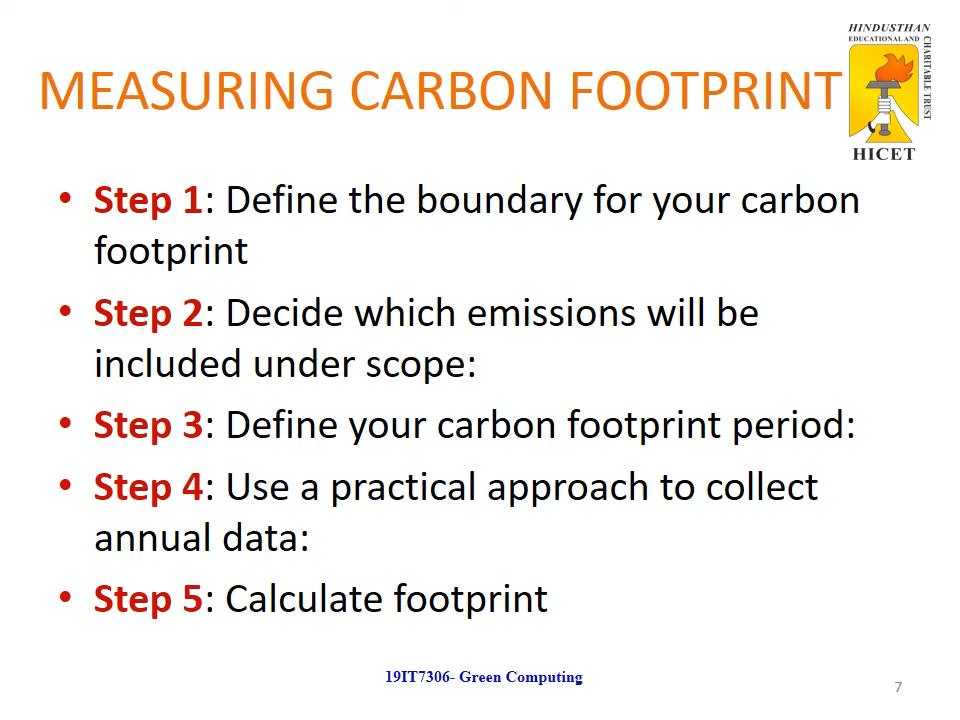 HINDUSTHAN
EDUCATIONAL AND
CHARITABLE TRUST
HICET
MEASURING CARBON FOOTPRINT
• Step 1: Define the boundary for your carbon
footprint
• Step 2: Decide which emissions will be
included under scope:
• Step 3: Define your carbon footprint period:
• Step 4: Use a practical approach to collect
annual data:
• Step 5: Calculate footprint
19IT7306- Green Computing
7